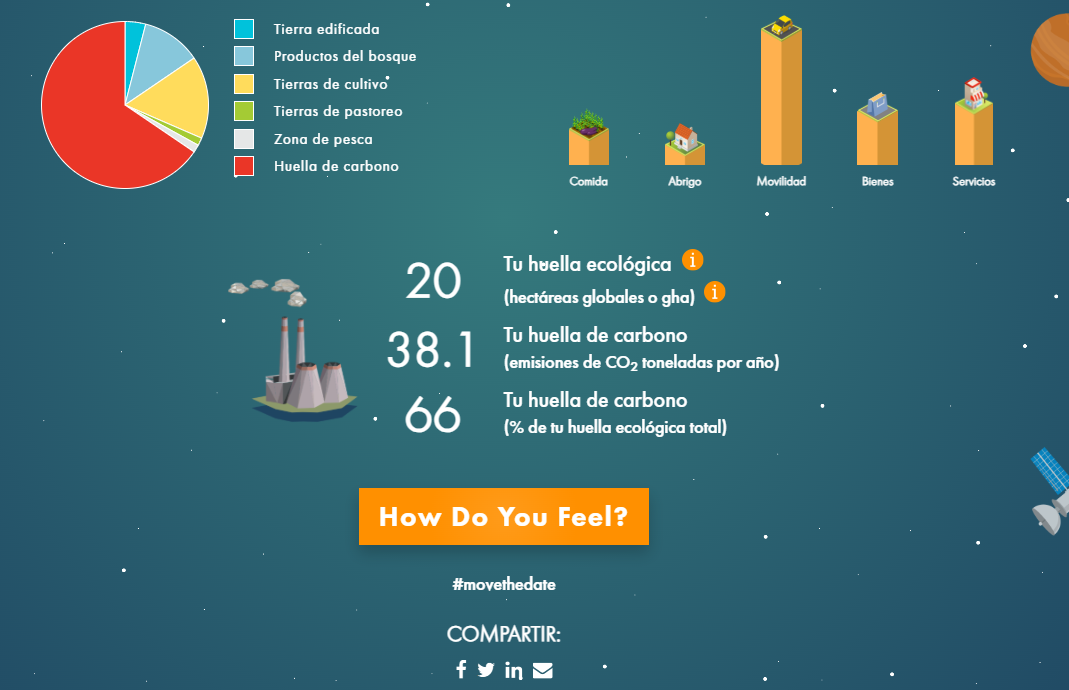 Tierra edificada
Productos del bosque
Tierras de cultivo
Tierras de pastoreo
Zona de pesca
Huella de carbono
Comida
Abrigo
Movilidad
Bienes
Servicios
20
Tu huella ecológica i
(hectáreas globales o gha) i
38.1
Tu huella de carbono
(emisiones de CO₂ toneladas por año)
66
Tu huella de carbono
(% de tu huella ecológica total)
How Do You Feel?
#movethedate
COMPARTIR: